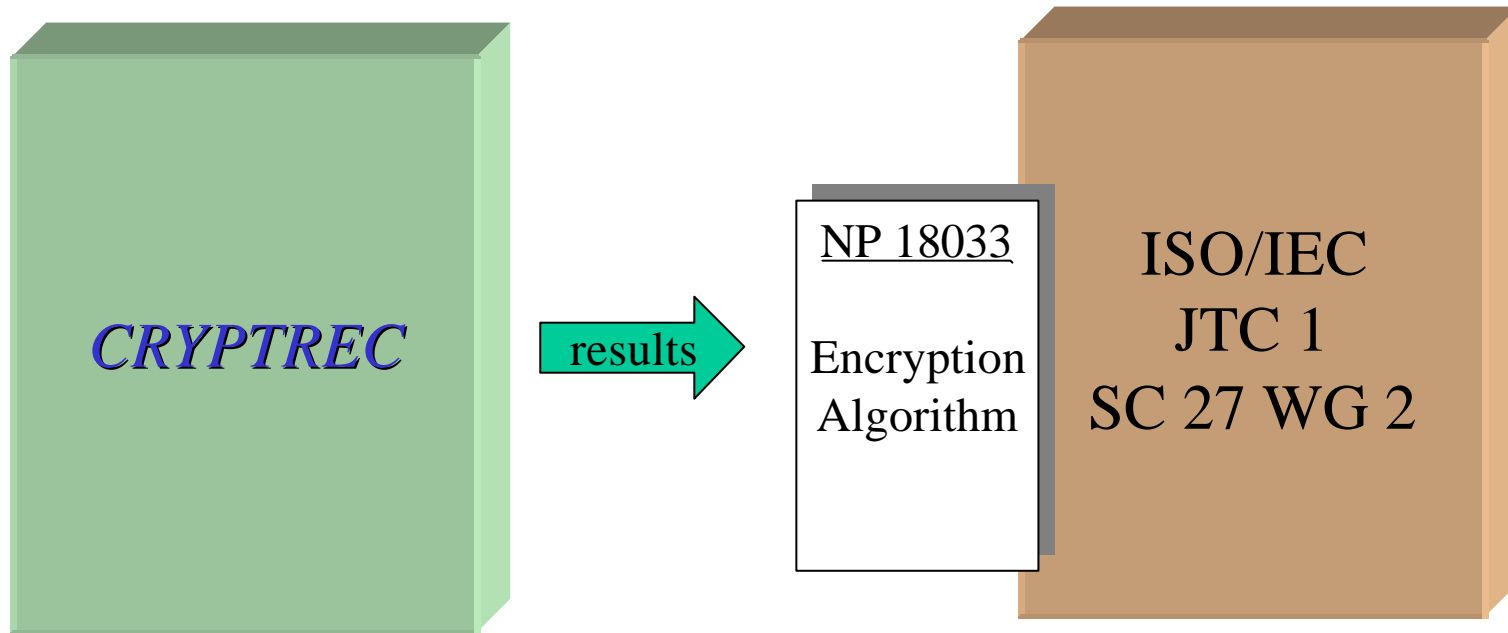 CRYPTREC
results
NP 18033
Encryption
Algorithm
ISO/IEC
JTC 1
SC 27 WG 2